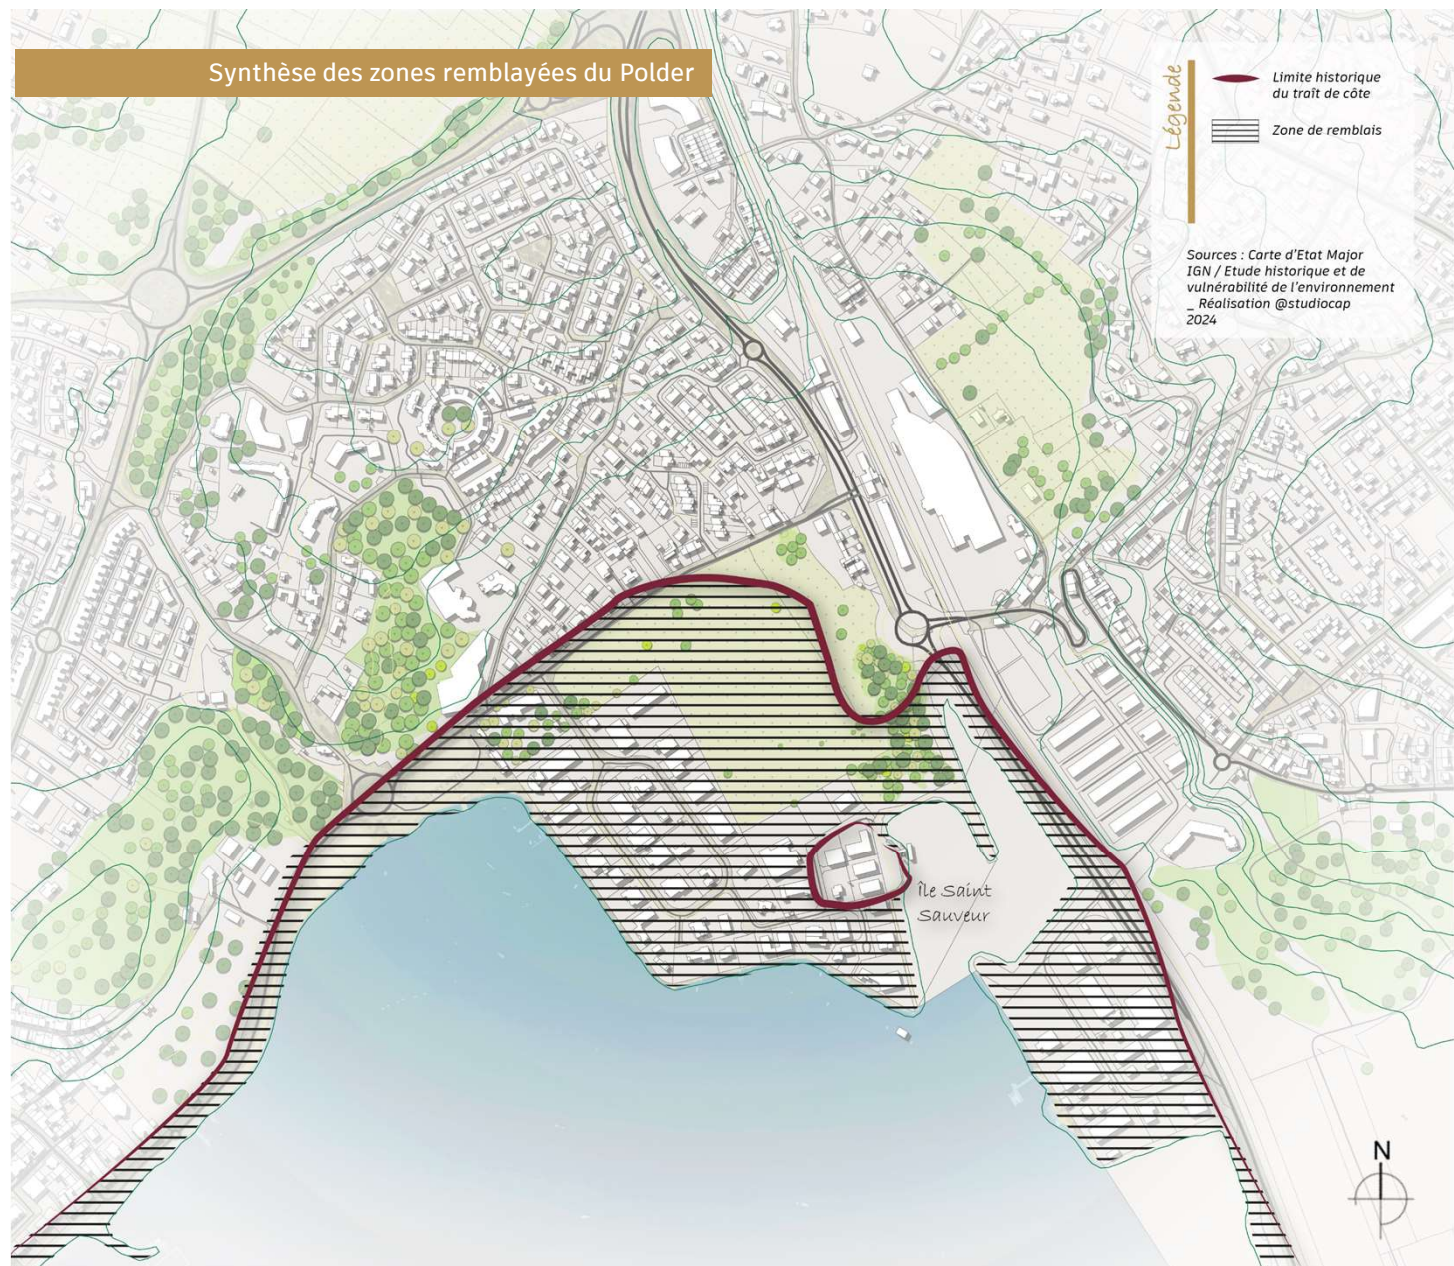 Synthèse des zones remblayées du Polder
Légende
Limite historique
du traît de côte
Zone de remblais
Sources : Carte d'Etat Major
IGN / Etude historique et de
vulnérabilité de l'environnement
_ Réalisation @studiocap
2024
Île Saint
Sauveur
N